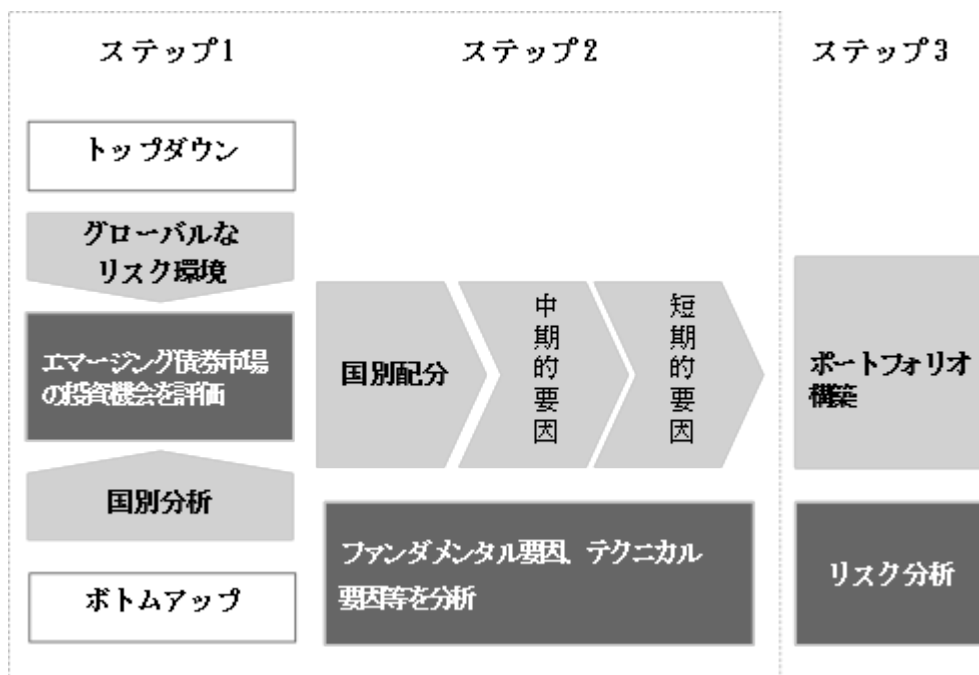 ステップ1
トップダウン
グローバルな
リスク環境
エマージング債券市場
の投資機会を評価
国別分析
ボトムアップ
ステップ2
国別配分
中期的要因
短期的要因
ファンダメンタル要因、テクニカル
要因等を分析
ステップ3
ポートフォリオ
構築
リスク分析